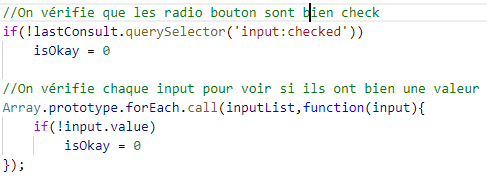 //On vérifie que les radio bouton sont bien check
if(!lastConsult.querySelector('input:checked'))
    isOkay = 0

//On vérifie chaque input pour voir si ils ont bien une valeur
Array.prototype.forEach.call(inputList,function(input){
    if(!input.value)
        isOkay = 0
});